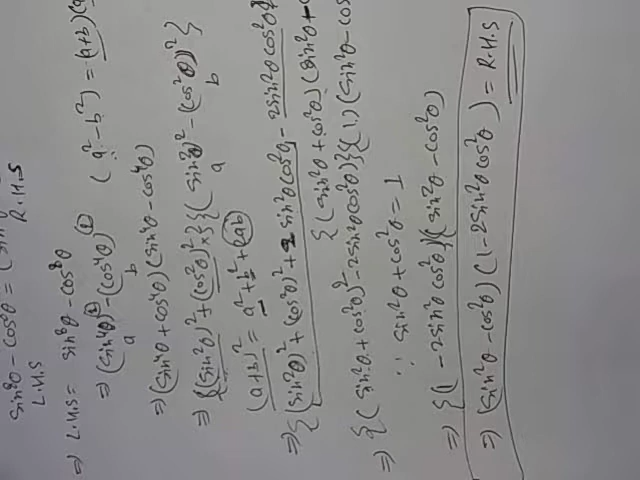 sin⁸θ - cos⁸θ = (sin
L.H.S R.H.S
⇒ L.H.S = sin⁸θ - cos⁸θ
⇒ (sin⁴θ)² - (cos⁴θ)² (a² - b²) = (a+b)(
a b
⇒ (sin⁴θ + cos⁴θ)(sin⁴θ - cos⁴θ)
⇒ {(sin²θ)² + (cos²θ)²}{(sin²θ)² - (cos²θ)²}
a b
(a+b)² = a² + b² + 2ab
⇒ {(sin²θ)² + (cos²θ)² + 2 sin²θ cos²θ - 2sin²θ cos²θ}
{(sin²θ + cos²θ)(sin²θ - c
⇒ {(sin²θ + cos²θ)² - 2sin²θ cos²θ}{(1)(sin²θ - cos
∵ sin²θ + cos²θ = 1
⇒ {(1 - 2sin²θ cos²θ)(sin²θ - cos²θ)
⇒ (sin²θ - cos²θ)(1 - 2sin²θ cos²θ) = R.H.S